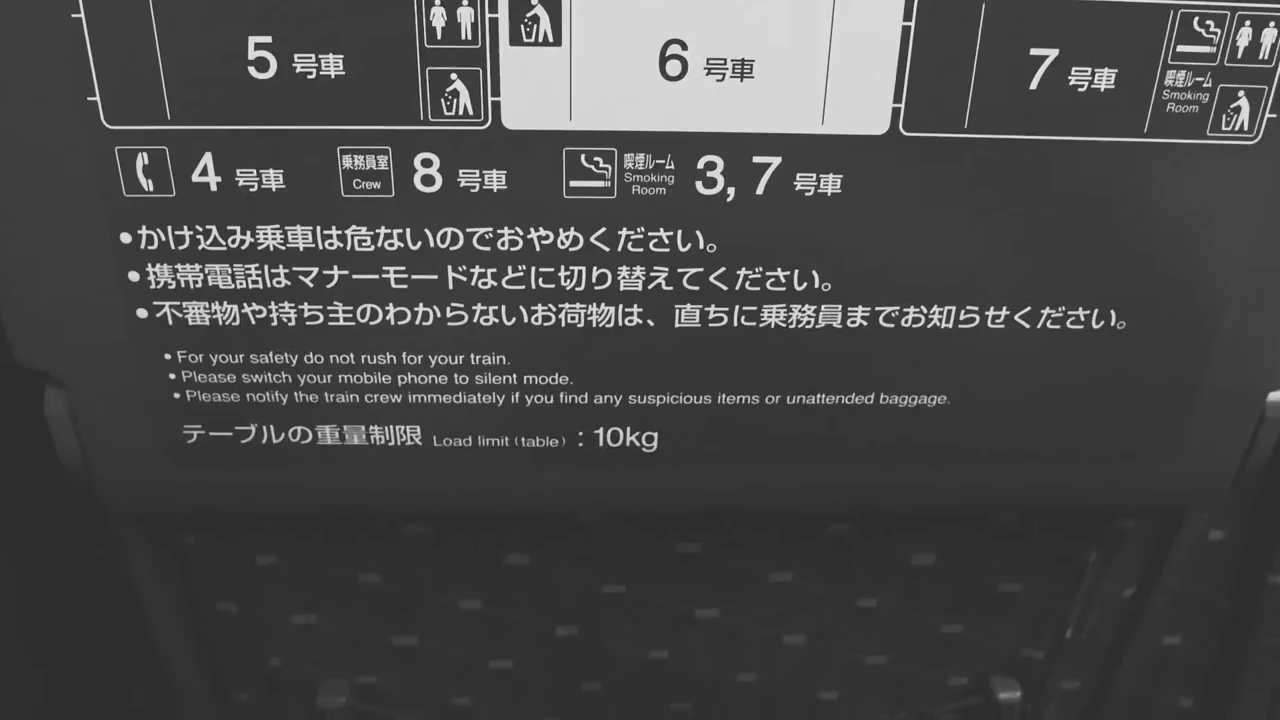 5 号車
6 号車
7 号車
喫煙ルーム
Smoking
Room
4 号車
乗務員室
Crew
8 号車
喫煙ルーム
Smoking
Room
3, 7 号車
•かけ込み乗車は危ないのでおやめください。
•携帯電話はマナーモードなどに切り替えてください。
•不審物や持ち主のわからないお荷物は、直ちに乗務員までお知らせください。
• For your safety do not rush for your train.
• Please switch your mobile phone to silent mode.
• Please notify the train crew immediately if you find any suspicious items or unattended baggage.
テーブルの重量制限 Load limit (table) : 10kg